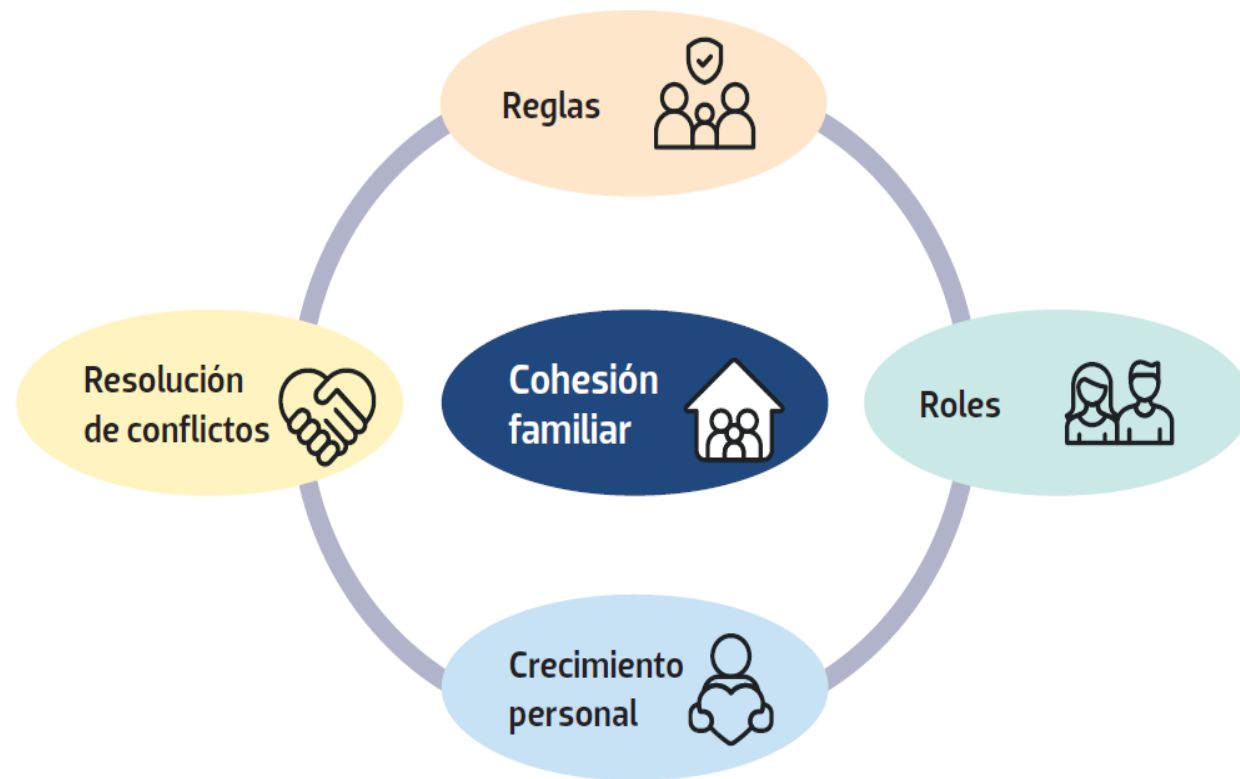 Reglas
Resolución
de conflictos
Cohesión
familiar
Roles
Crecimiento
personal